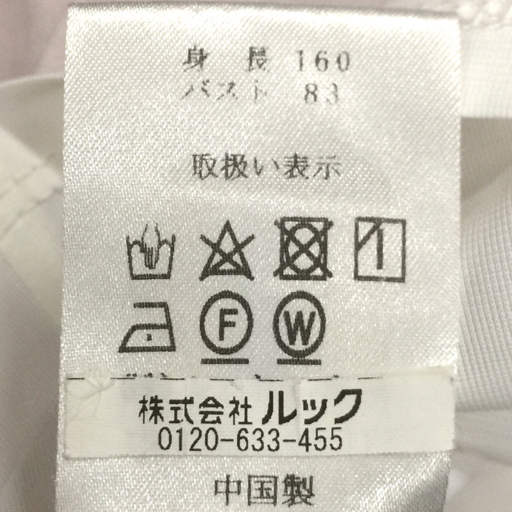 身長 160
バスト 83
取扱い表示
F W
株式会社 ルック
0120-633-455
中国製